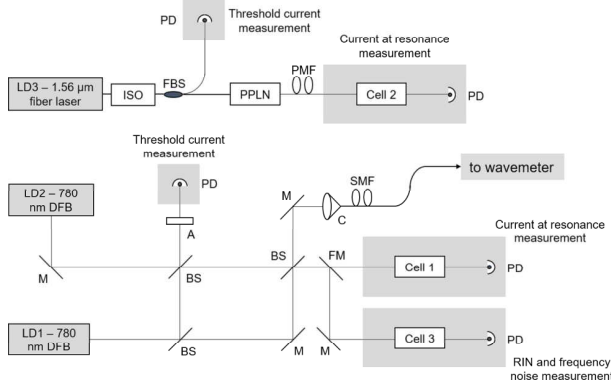 PD
Threshold current
measurement
Current at resonance
measurement
LD3 – 1.56 µm
fiber laser
ISO
FBS
PPLN
PMF
Cell 2
PD
Threshold current
measurement
PD
A
LD2 – 780
nm DFB
M
BS
M
C
SMF
to wavemeter
Current at resonance
measurement
BS
FM
Cell 1
PD
LD1 – 780
nm DFB
BS
M
M
Cell 3
PD
RIN and frequency
noise measurement